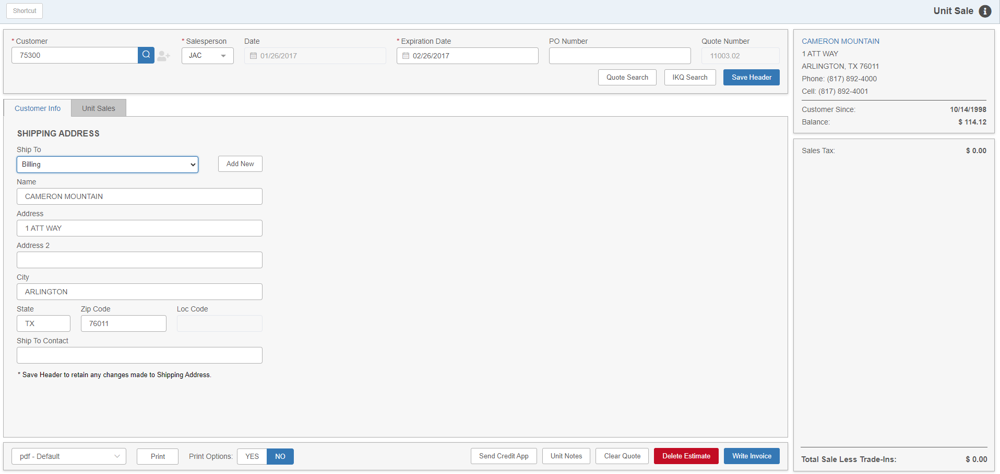 Shortcut
Unit Sale
* Customer
* Salesperson
Date
* Expiration Date
PO Number
Quote Number
75300
JAC
01/26/2017
02/26/2017
11003.02
Quote Search
IKQ Search
Save Header
CAMERON MOUNTAIN
1 ATT WAY
ARLINGTON, TX 76011
Phone: (817) 892-4000
Cell: (817) 892-4001
Customer Since: 10/14/1998
Balance: $ 114.12
Customer Info
Unit Sales
SHIPPING ADDRESS
Ship To
Billing
Add New
Name
CAMERON MOUNTAIN
Address
1 ATT WAY
Address 2
City
ARLINGTON
State
Zip Code
Loc Code
TX
76011
Ship To Contact
* Save Header to retain any changes made to Shipping Address.
Sales Tax: $ 0.00
Total Sale Less Trade-Ins: $ 0.00
pdf - Default
Print
Print Options:
YES
NO
Send Credit App
Unit Notes
Clear Quote
Delete Estimate
Write Invoice